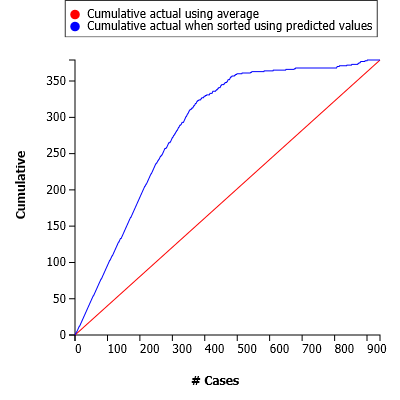 Cumulative actual using average
Cumulative actual when sorted using predicted values
350
300
250
200
150
100
50
0
Cumulative
0 100 200 300 400 500 600 700 800 900
# Cases